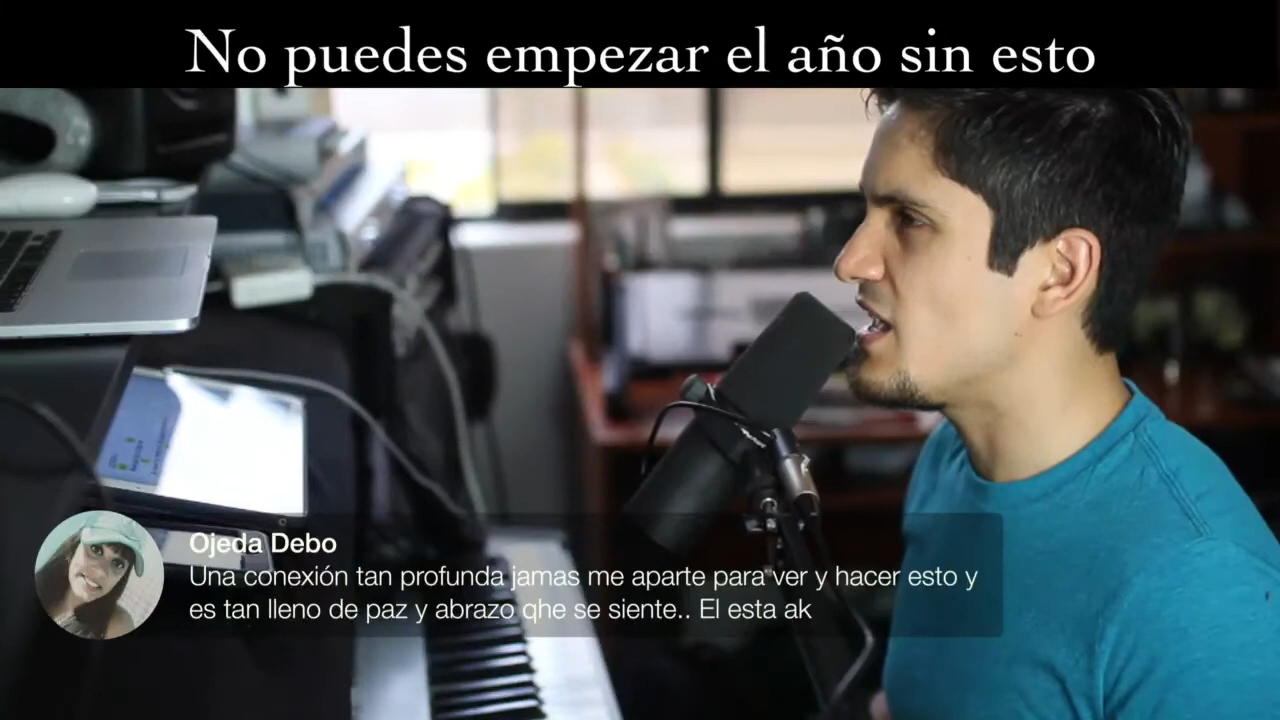 No puedes empezar el año sin esto
Ojeda Debo
Una conexión tan profunda jamas me aparte para ver y hacer esto y
es tan lleno de paz y abrazo qhe se siente.. El esta ak